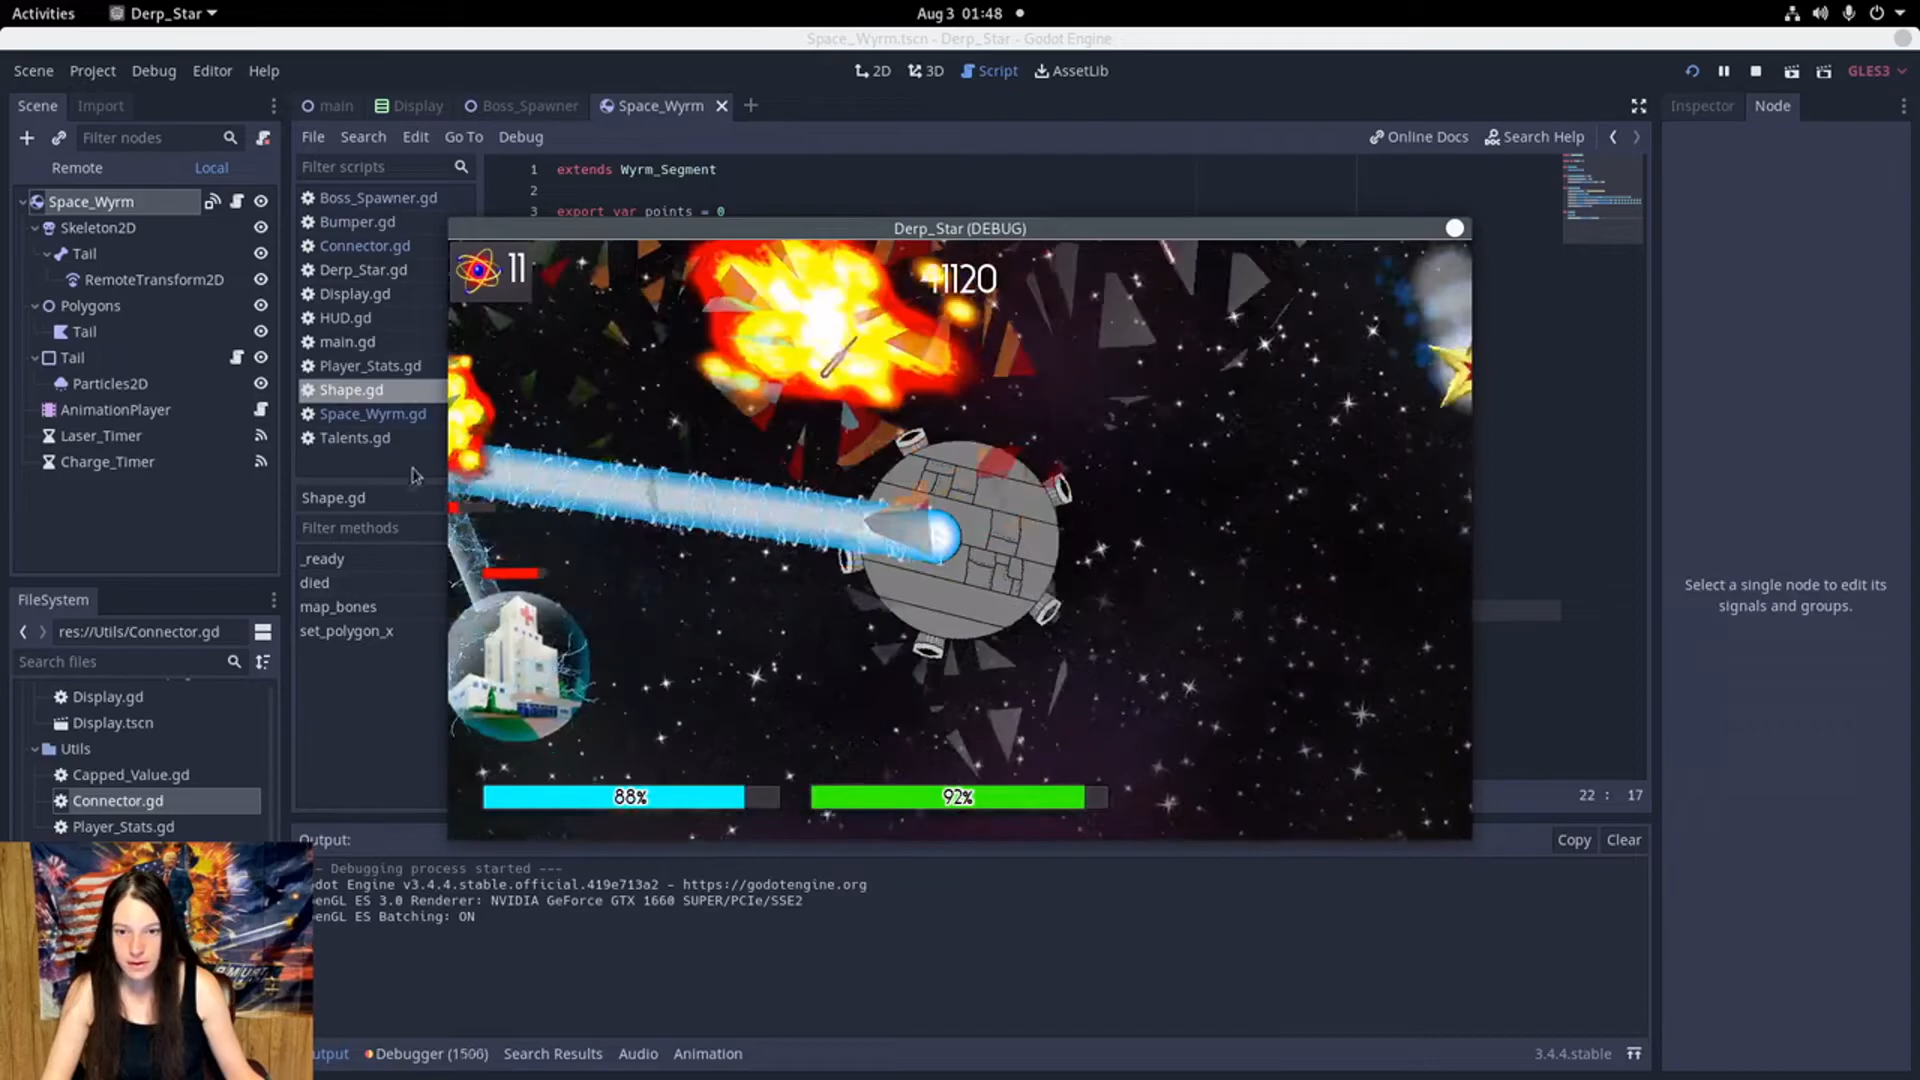 Activities Derp_Star Aug 3 01:48
Space_Wyrm.tscn - Derp_Star - Godot Engine
Scene Project Debug Editor Help 2D 3D Script AssetLib GLES3
Scene Import main Display Boss_Spawner Space_Wyrm Inspector Node
Filter nodes File Search Edit Go To Debug Online Docs Search Help
Remote Local Filter scripts 1 extends Wyrm_Segment
2
Space_Wyrm Boss_Spawner.gd 3 export var points = 0
Skeleton2D Bumper.gd Derp_Star (DEBUG)
Tail Connector.gd
RemoteTransform2D Derp_Star.gd 11 41120
Polygons Display.gd
Tail HUD.gd
Tail main.gd
Particles2D Player_Stats.gd
AnimationPlayer Shape.gd
Laser_Timer Space_Wyrm.gd
Charge_Timer Talents.gd
Shape.gd
Filter methods
_ready
died
map_bones
set_polygon_x
Select a single node to edit its
signals and groups.
FileSystem
res://Utils/Connector.gd
Search files
Display.gd
Display.tscn
Utils
Capped_Value.gd
Connector.gd
Player_Stats.gd
88% 92% 22 : 17
Output: Copy Clear
-- Debugging process started ---
odot Engine v3.4.4.stable.official.419e713a2 - https://godotengine.org
penGL ES 3.0 Renderer: NVIDIA GeForce GTX 1660 SUPER/PCIe/SSE2
penGL ES Batching: ON
utput Debugger (1506) Search Results Audio Animation 3.4.4.stable